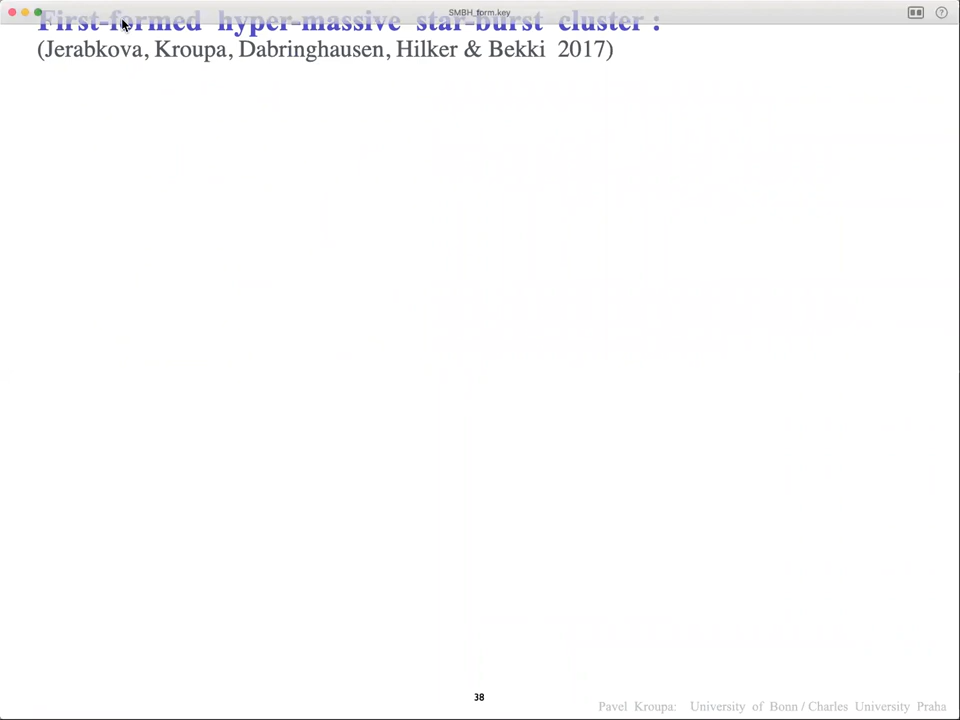 SMBH_form.key
First-formed hyper-massive star-burst cluster :
(Jerabkova, Kroupa, Dabringhausen, Hilker & Bekki 2017)
38
Pavel Kroupa: University of Bonn / Charles University Praha